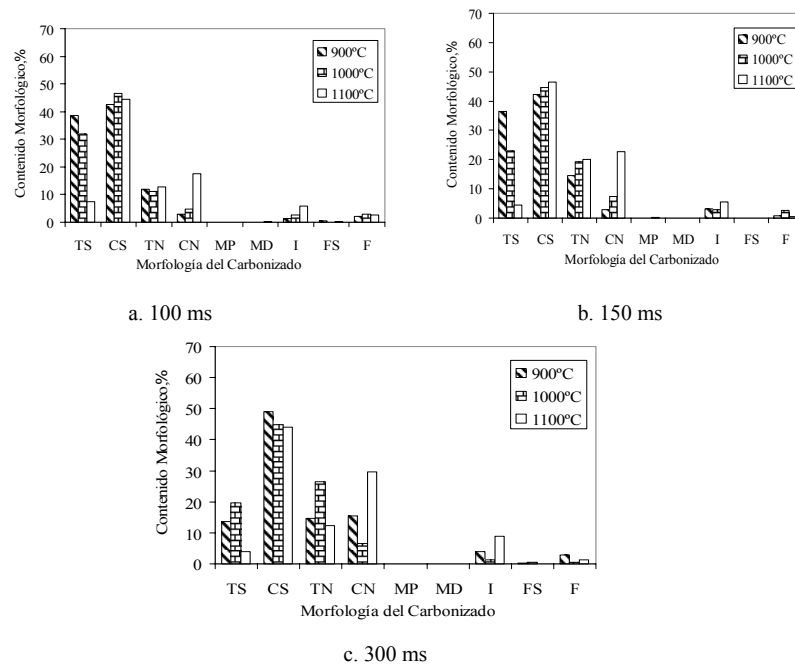 a.
70
60
50
40
30
20
10
0
Contenido Morfológico,%
900ºC
1000ºC
1100ºC
TS CS TN CN MP MD I FS F
Morfología del Carbonizado
a. 100 ms
b.
70
60
50
40
30
20
10
0
Contenido Morfológico,%
900ºC
1000ºC
1100ºC
TS CS TN CN MP MD I FS F
Morfología del Carbonizado
b. 150 ms
70
60
50
40
30
20
10
0
Contenido Morfológico,%
900ºC
1000ºC
1100ºC
TS CS TN CN MP MD I FS F
Morfología del Carbonizado
c. 300 ms